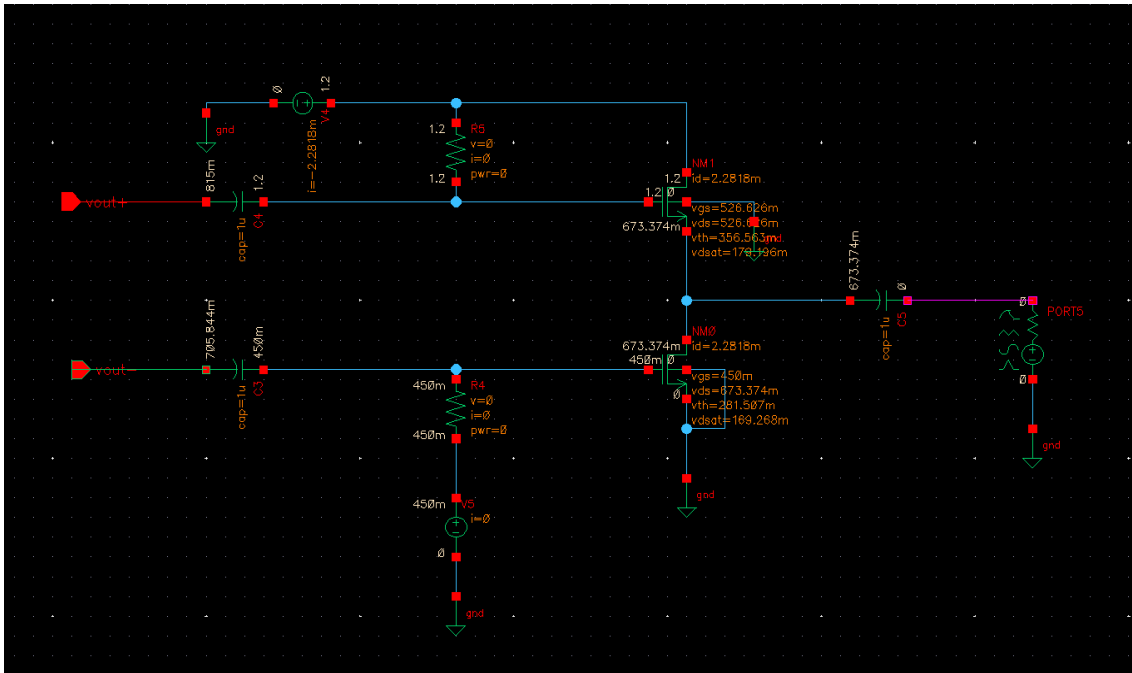 0
1.2
V4
i=-2.2818m
gnd
1.2
R5
v=0
i=0
pwr=0
1.2
vout+
815m
1.2
C4
cap=1u
NM1
id=2.2818m
1.2
1.2
0
vgs=526.626m
vds=526.626m
vth=356.563m
vdsat=179.196m
673.374m
gnd
673.374m
0
C5
cap=1u
0
PORT5
0
gnd
vout-
705.844m
450m
C3
cap=1u
NM0
id=2.2818m
673.374m
450m
0
vgs=450m
vds=673.374m
vth=281.507m
vdsat=169.268m
0
gnd
450m
R4
v=0
i=0
pwr=0
450m
450m
V5
i=0
0
gnd